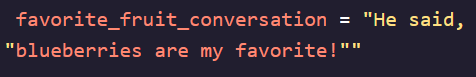 favorite_fruit_conversation = "He said,
"blueberries are my favorite!""